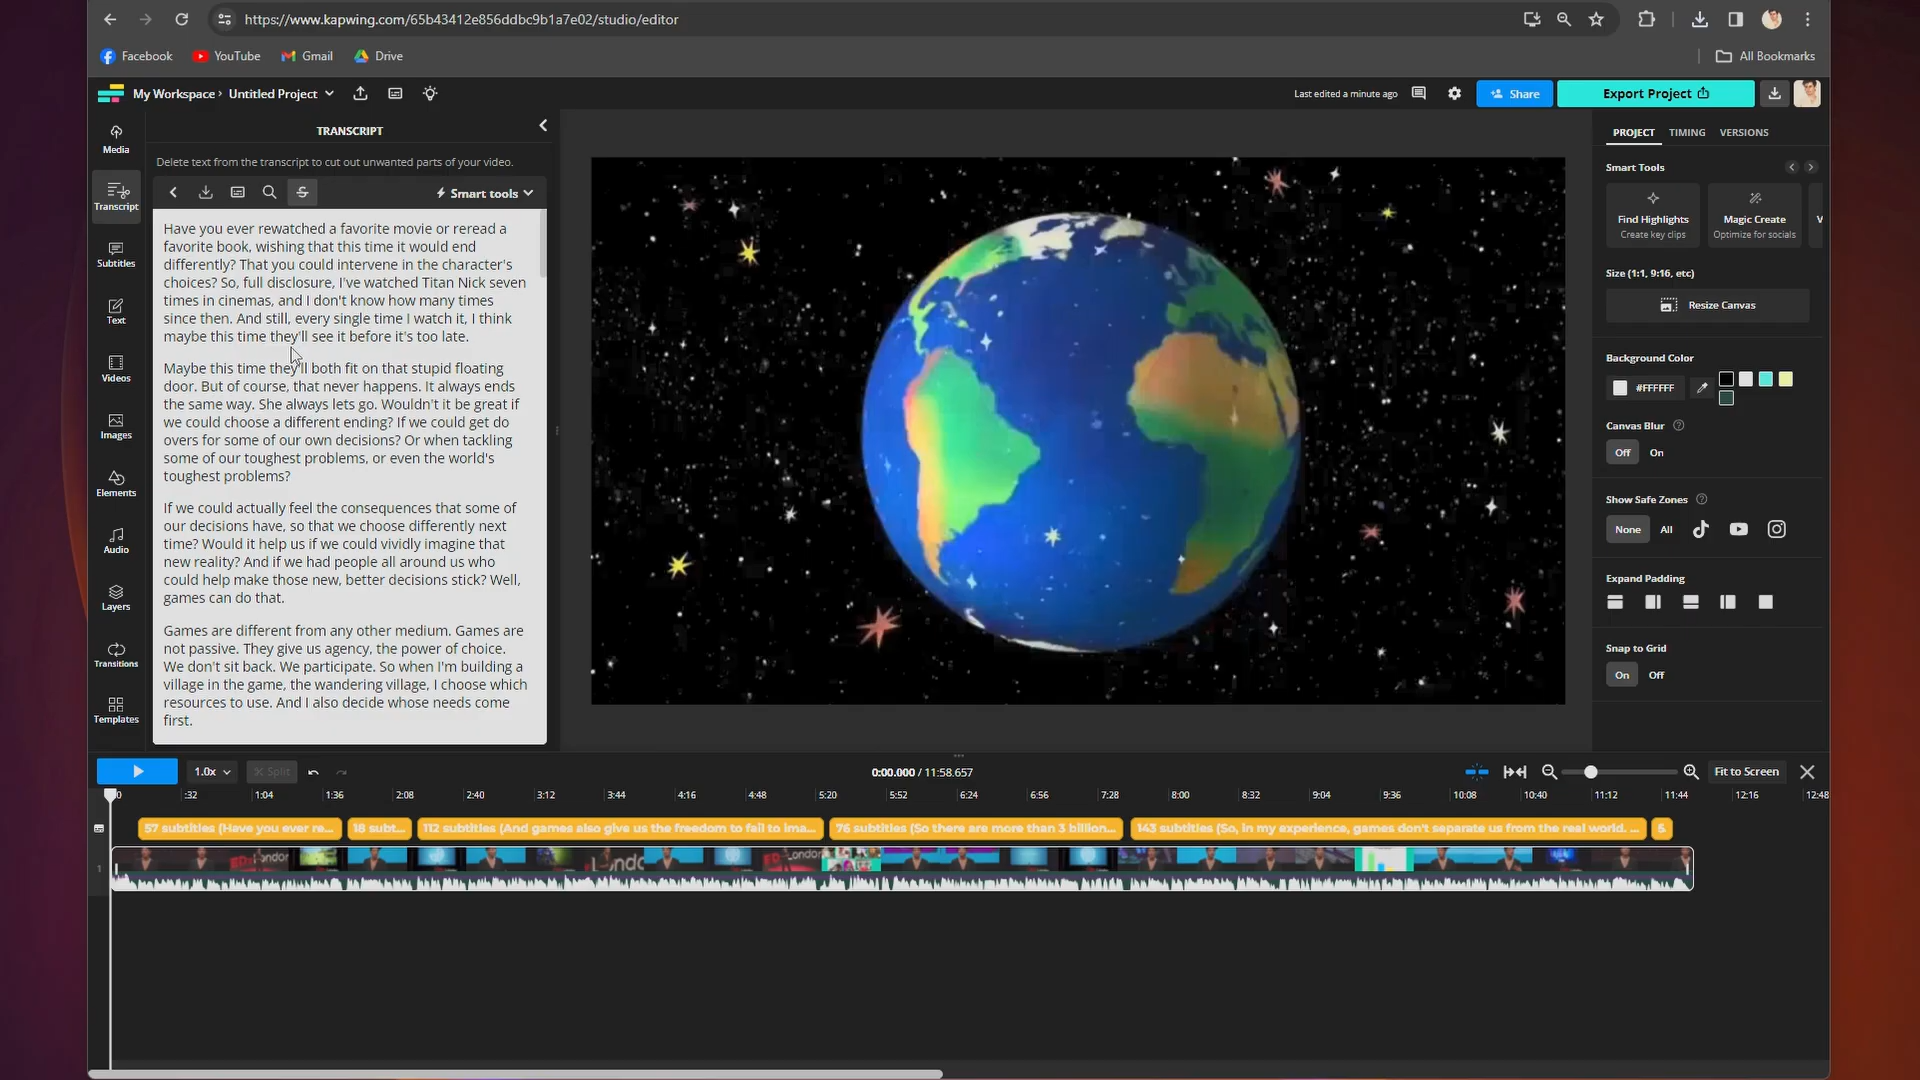 https://www.kapwing.com/65b43412e856ddbc9b1a7e02/studio/editor
Facebook
YouTube
Gmail
Drive
All Bookmarks
My Workspace › Untitled Project
Last edited a minute ago
Share
Export Project
Media
Transcript
Subtitles
Text
Videos
Images
Elements
Audio
Layers
Transitions
Templates
TRANSCRIPT
Delete text from the transcript to cut out unwanted parts of your video.
Smart tools
Have you ever rewatched a favorite movie or reread a
favorite book, wishing that this time it would end
differently? That you could intervene in the character's
choices? So, full disclosure, I've watched Titan Nick seven
times in cinemas, and I don't know how many times
since then. And still, every single time I watch it, I think
maybe this time they'll see it before it's too late.
Maybe this time they'll both fit on that stupid floating
door. But of course, that never happens. It always ends
the same way. She always lets go. Wouldn't it be great if
we could choose a different ending? If we could get do
overs for some of our own decisions? Or when tackling
some of our toughest problems, or even the world's
toughest problems?
If we could actually feel the consequences that some of
our decisions have, so that we choose differently next
time? Would it help us if we could vividly imagine that
new reality? And if we had people all around us who
could help make those new, better decisions stick? Well,
games can do that.
Games are different from any other medium. Games are
not passive. They give us agency, the power of choice.
We don't sit back. We participate. So when I'm building a
village in the game, the wandering village, I choose which
resources to use. And I also decide whose needs come
first.
PROJECT TIMING VERSIONS
Smart Tools
Find Highlights
Create key clips
Magic Create
Optimize for socials
V
Size (1:1, 9:16, etc)
Resize Canvas
Background Color
#FFFFFF
Canvas Blur
Off On
Show Safe Zones
None All
Expand Padding
Snap to Grid
On Off
1.0x
Split
0:00.000 / 11:58.657
Fit to Screen
:0 :32 1:04 1:36 2:08 2:40 3:12 3:44 4:16 4:48 5:20 5:52 6:24 6:56 7:28 8:00 8:32 9:04 9:36 10:08 10:40 11:12 11:44 12:16 12:48
57 subtitles (Have you ever re...
18 subt...
112 subtitles (And games also give us the freedom to fail to ima...
76 subtitles (So there are more than 3 billion...
143 subtitles (So, in my experience, games don't separate us from the real world. ...
5
1